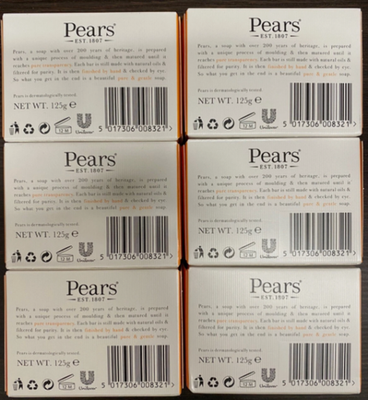 Pears®
EST. 1807
Pears, a soap with over 200 years of heritage, is prepared
with a unique process of moulding & then matured until it
reaches pure transparency. Each bar is still made with natural oils &
filtered for purity. It is then finished by hand & checked by eye.
So what you get in the end is a beautiful pure & gentle soap.
Pears is dermatologically tested.
NET WT. 125g ℮
12 M
Unilever
5 017306 008321 >
Pears®
EST. 1807
Pears, a soap with over 200 years of heritage, is prepared
with a unique process of moulding & then matured until it
reaches pure transparency. Each bar is still made with natural oils &
filtered for purity. It is then finished by hand & checked by eye.
So what you get in the end is a beautiful pure & gentle soap.
Pears is dermatologically tested.
NET WT. 125g ℮
12 M
Unilever
5 017306 008321 >
Pears®
EST. 1807
Pears, a soap with over 200 years of heritage, is prepared
with a unique process of moulding & then matured until it
reaches pure transparency. Each bar is still made with natural oils &
filtered for purity. It is then finished by hand & checked by eye.
So what you get in the end is a beautiful pure & gentle soap.
Pears is dermatologically tested.
NET WT. 125g ℮
12 M
Unilever
5 017306 008321 >
Pears®
EST. 1807
Pears, a soap with over 200 years of heritage, is prepared
with a unique process of moulding & then matured until it
reaches pure transparency. Each bar is still made with natural oils &
filtered for purity. It is then finished by hand & checked by eye.
So what you get in the end is a beautiful pure & gentle soap.
Pears is dermatologically tested.
NET WT. 125g ℮
12 M
Unilever
5 017306 008321 >
Pears®
EST. 1807
Pears, a soap with over 200 years of heritage, is prepared
with a unique process of moulding & then matured until it
reaches pure transparency. Each bar is still made with natural oils &
filtered for purity. It is then finished by hand & checked by eye.
So what you get in the end is a beautiful pure & gentle soap.
Pears is dermatologically tested.
NET WT. 125g ℮
12 M
Unilever
5 017306 008321 >
Pears®
EST. 1807
Pears, a soap with over 200 years of heritage, is prepared
with a unique process of moulding & then matured until it
reaches pure transparency. Each bar is still made with natural oils &
filtered for purity. It is then finished by hand & checked by eye.
So what you get in the end is a beautiful pure & gentle soap.
Pears is dermatologically tested.
NET WT. 125g ℮
12 M
Unilever
5 017306 008321 >